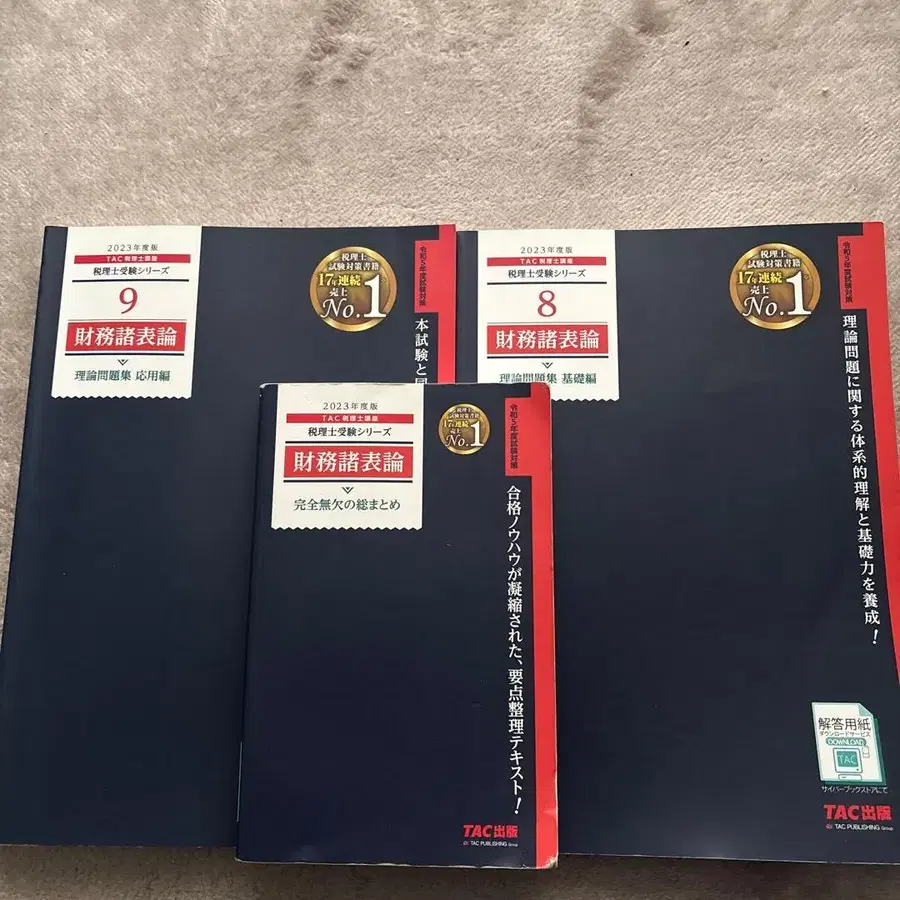 2023年度版
TAC税理士講座
税理士受験シリーズ
9
財務諸表論
理論問題集 応用編
税理士
試験対策書籍
17年連続
売上
No.1
令和5年度試験対策
本試験と同
2023年度版
TAC税理士講座
税理士受験シリーズ
8
財務諸表論
理論問題集 基礎編
税理士
試験対策書籍
17年連続
売上
No.1
令和5年度試験対策
理論問題に関する体系的理解と基礎力を養成!
解答用紙
ダウンロードサービス
DOWNLOAD
TAC
サイバーブックストアにて
TAC出版
TAC PUBLISHING Group
2023年度版
TAC税理士講座
税理士受験シリーズ
財務諸表論
完全無欠の総まとめ
税理士
試験対策書籍
17年連続
売上
No.1
令和5年度試験対策
合格ノウハウが凝縮された、要点整理テキスト!
TAC出版
TAC PUBLISHING Group